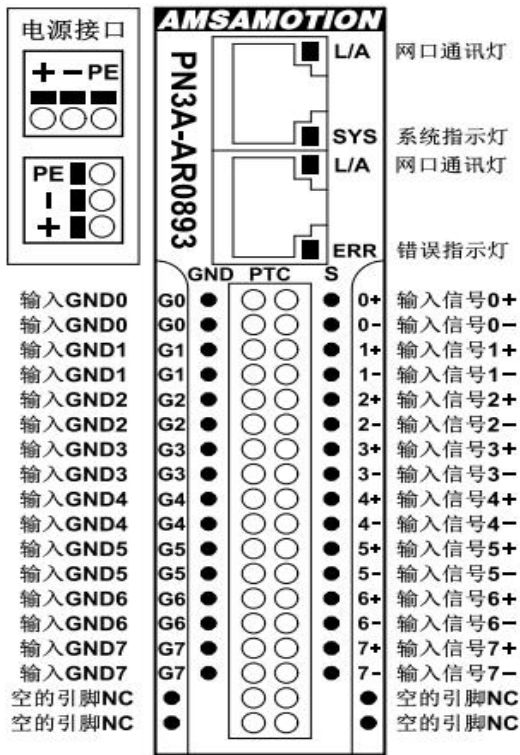 电源接口
+ - PE
PE
-
+
AMSAMOTION
PN3A-AR0893
L/A 网口通讯灯
SYS 系统指示灯
L/A 网口通讯灯
ERR 错误指示灯
GND PTC S
输入GND0 G0 0+ 输入信号0+
输入GND0 G0 0- 输入信号0-
输入GND1 G1 1+ 输入信号1+
输入GND1 G1 1- 输入信号1-
输入GND2 G2 2+ 输入信号2+
输入GND2 G2 2- 输入信号2-
输入GND3 G3 3+ 输入信号3+
输入GND3 G3 3- 输入信号3-
输入GND4 G4 4+ 输入信号4+
输入GND4 G4 4- 输入信号4-
输入GND5 G5 5+ 输入信号5+
输入GND5 G5 5- 输入信号5-
输入GND6 G6 6+ 输入信号6+
输入GND6 G6 6- 输入信号6-
输入GND7 G7 7+ 输入信号7+
输入GND7 G7 7- 输入信号7-
空的引脚NC 空的引脚NC
空的引脚NC 空的引脚NC